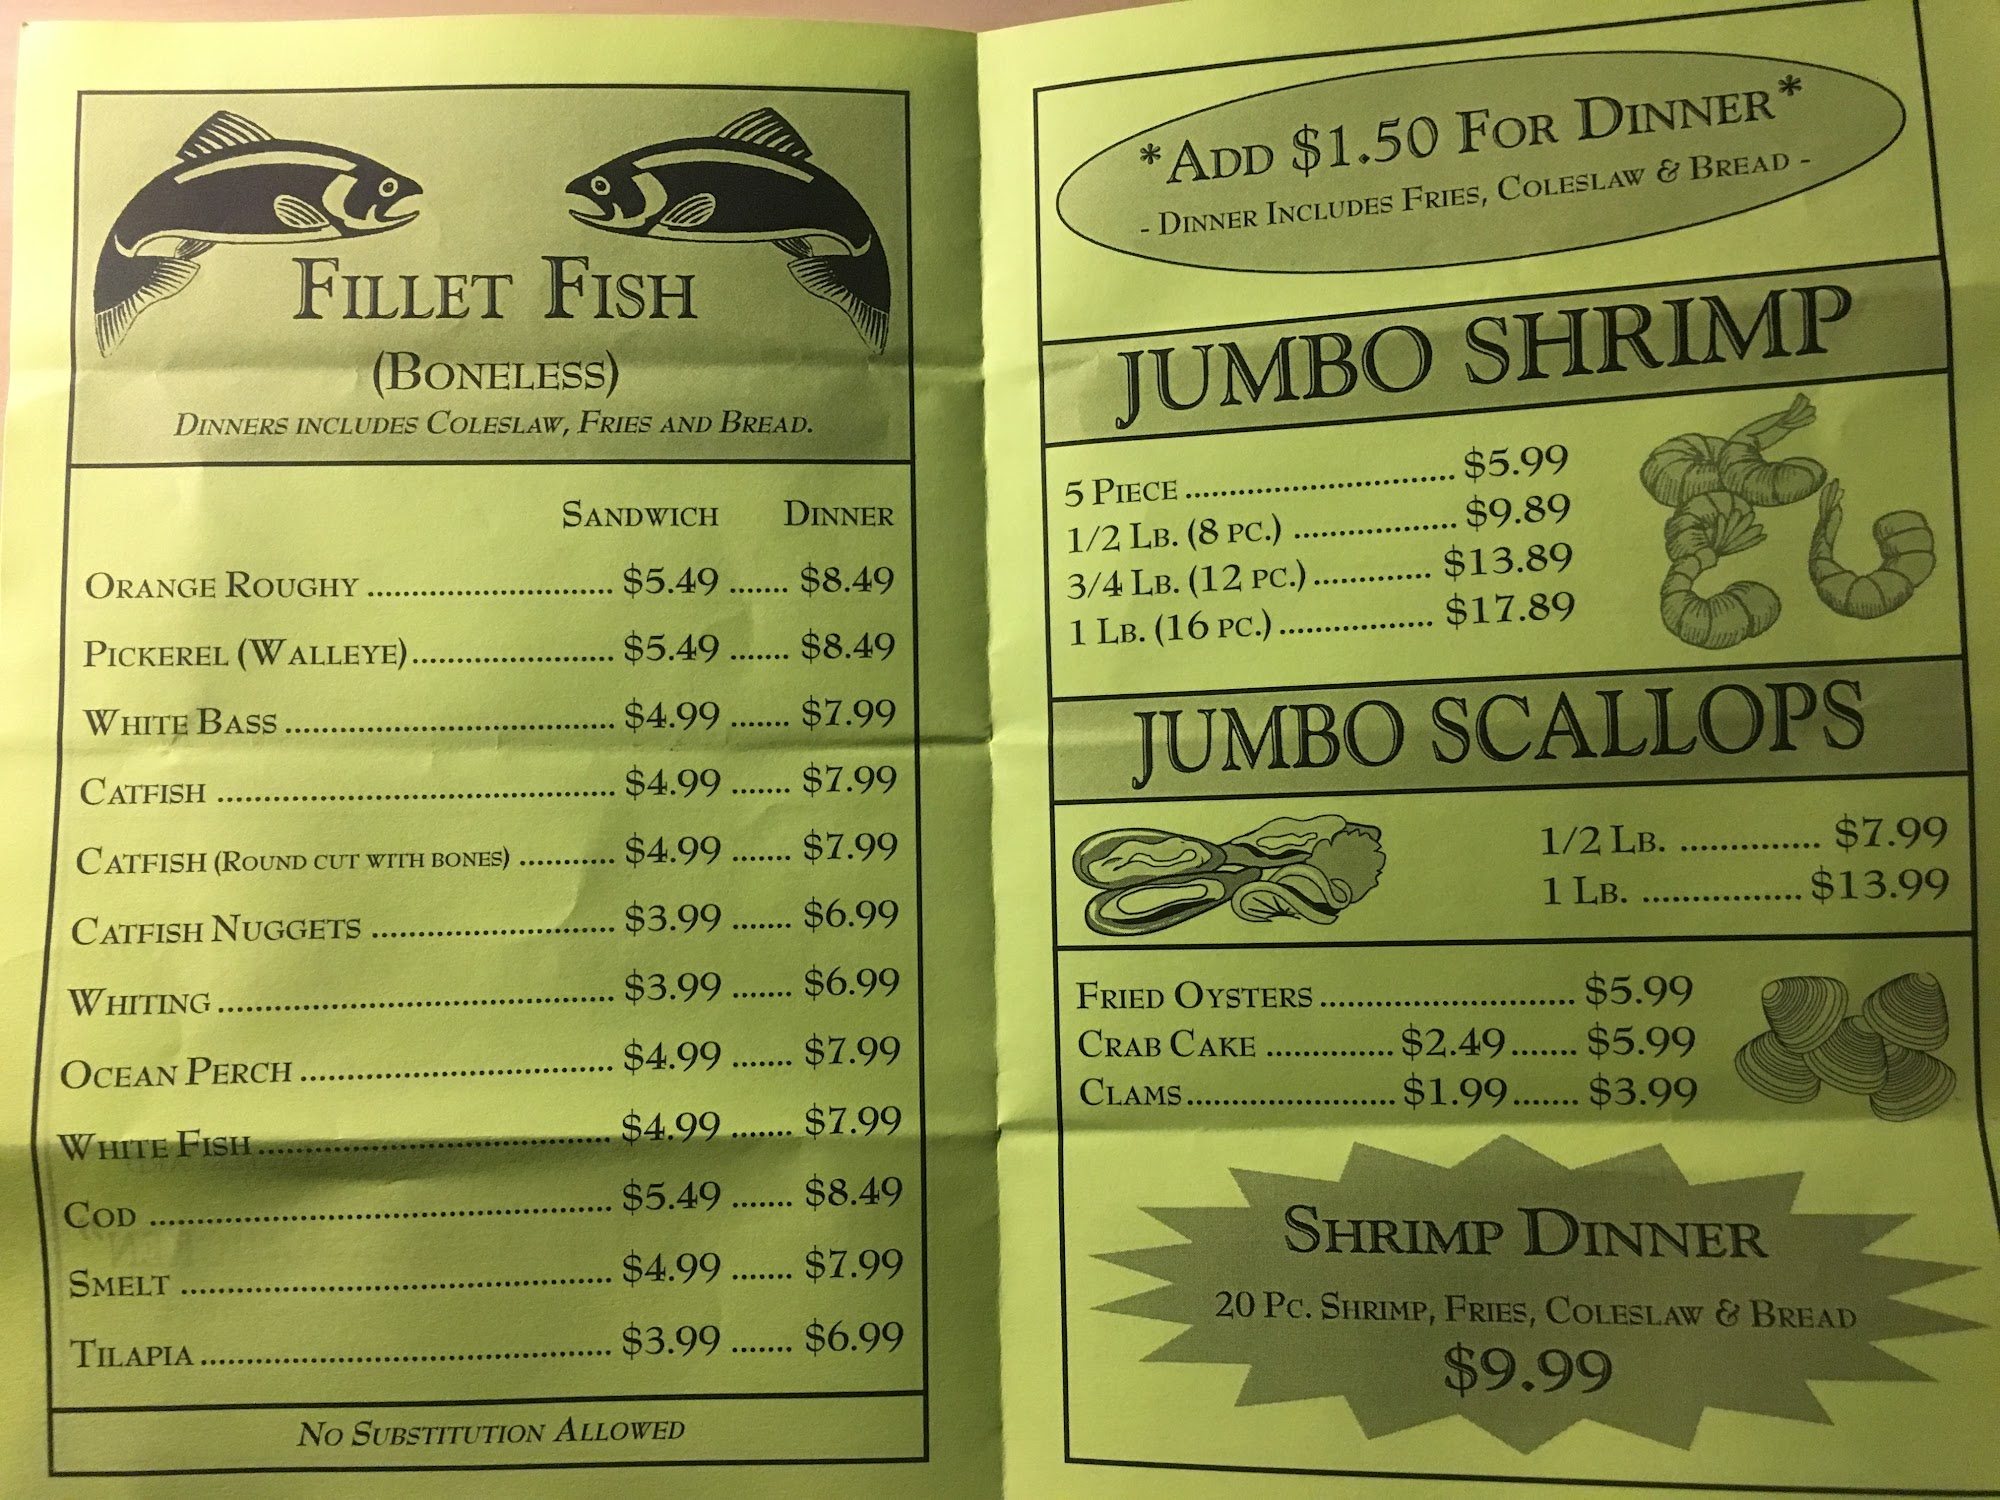 Fillet Fish
(Boneless)
Dinners includes Coleslaw, Fries and Bread.
Sandwich Dinner
Orange Roughy .......................... $5.49 ....... $8.49
Pickerel (Walleye)...................... $5.49 ....... $8.49
White Bass .................................... $4.99 ....... $7.99
Catfish ........................................... $4.99 ....... $7.99
Catfish (Round cut with bones) ........... $4.99 ....... $7.99
Catfish Nuggets .......................... $3.99 ....... $6.99
Whiting ........................................... $3.99 ....... $6.99
Ocean Perch .................................. $4.99 ....... $7.99
White Fish ...................................... $4.99 ....... $7.99
Cod .................................................. $5.49 ....... $8.49
Smelt ............................................... $4.99 ....... $7.99
Tilapia ............................................. $3.99 ....... $6.99
No Substitution Allowed
*Add $1.50 For Dinner*
- Dinner Includes Fries, Coleslaw & Bread -
JUMBO SHRIMP
5 Piece .............................. $5.99
1/2 Lb. (8 pc.) .................. $9.89
3/4 Lb. (12 pc.) ............. $13.89
1 Lb. (16 pc.) ................. $17.89
JUMBO SCALLOPS
1/2 Lb. .............. $7.99
1 Lb. ................. $13.99
Fried Oysters ........................... $5.99
Crab Cake .............. $2.49 ....... $5.99
Clams ....................... $1.99 ....... $3.99
Shrimp Dinner
20 Pc. Shrimp, Fries, Coleslaw & Bread
$9.99